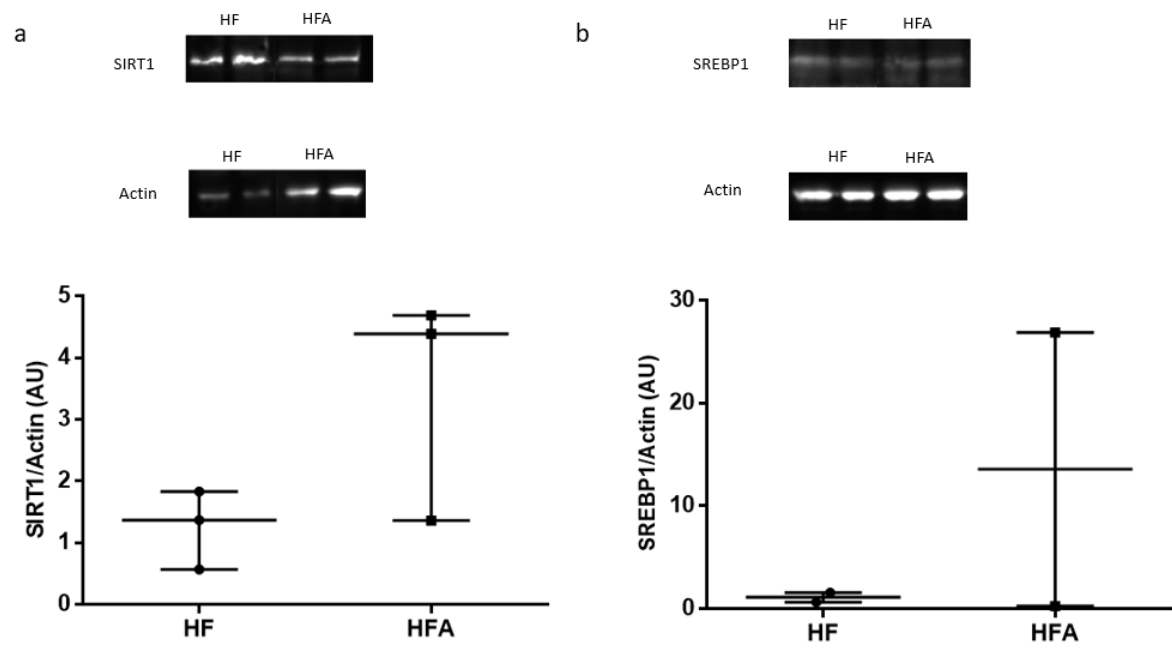 a
HF HFA
SIRT1
HF HFA
Actin
5
4
3
2
1
0
SIRT1/Actin (AU)
HF HFA
b
HF HFA
SREBP1
HF HFA
Actin
30
20
10
0
SREBP1/Actin (AU)
HF HFA